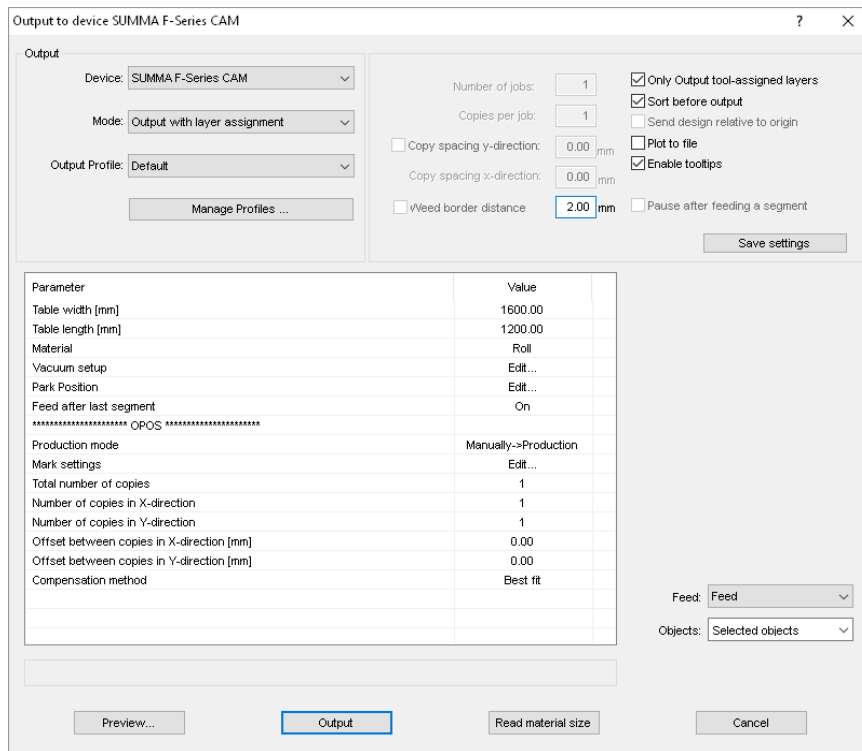 Output to device SUMMA F-Series CAM
Output
Device: SUMMA F-Series CAM
Mode: Output with layer assignment
Output Profile: Default
Manage Profiles ...
Number of jobs: 1
Copies per job: 1
Copy spacing y-direction: 0.00 mm
Copy spacing x-direction: 0.00 mm
Weed border distance 2.00 mm
Only Output tool-assigned layers
Sort before output
Send design relative to origin
Plot to file
Enable tooltips
Pause after feeding a segment
Save settings
Parameter Value
Table width [mm] 1600.00
Table length [mm] 1200.00
Material Roll
Vacuum setup Edit...
Park Position Edit...
Feed after last segment On
********************** OPOS **********************
Production mode Manually->Production
Mark settings Edit...
Total number of copies 1
Number of copies in X-direction 1
Number of copies in Y-direction 1
Offset between copies in X-direction [mm] 0.00
Offset between copies in Y-direction [mm] 0.00
Compensation method Best fit
Feed: Feed
Objects: Selected objects
Preview... Output Read material size Cancel